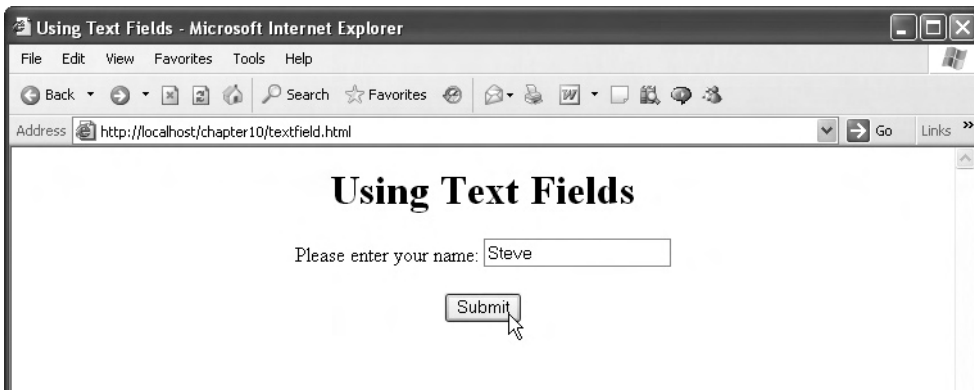 Using Text Fields - Microsoft Internet Explorer
File Edit View Favorites Tools Help
Back Search Favorites W
Address http://localhost/chapter10/textfield.html Go Links »
Using Text Fields
Please enter your name: Steve
Submit